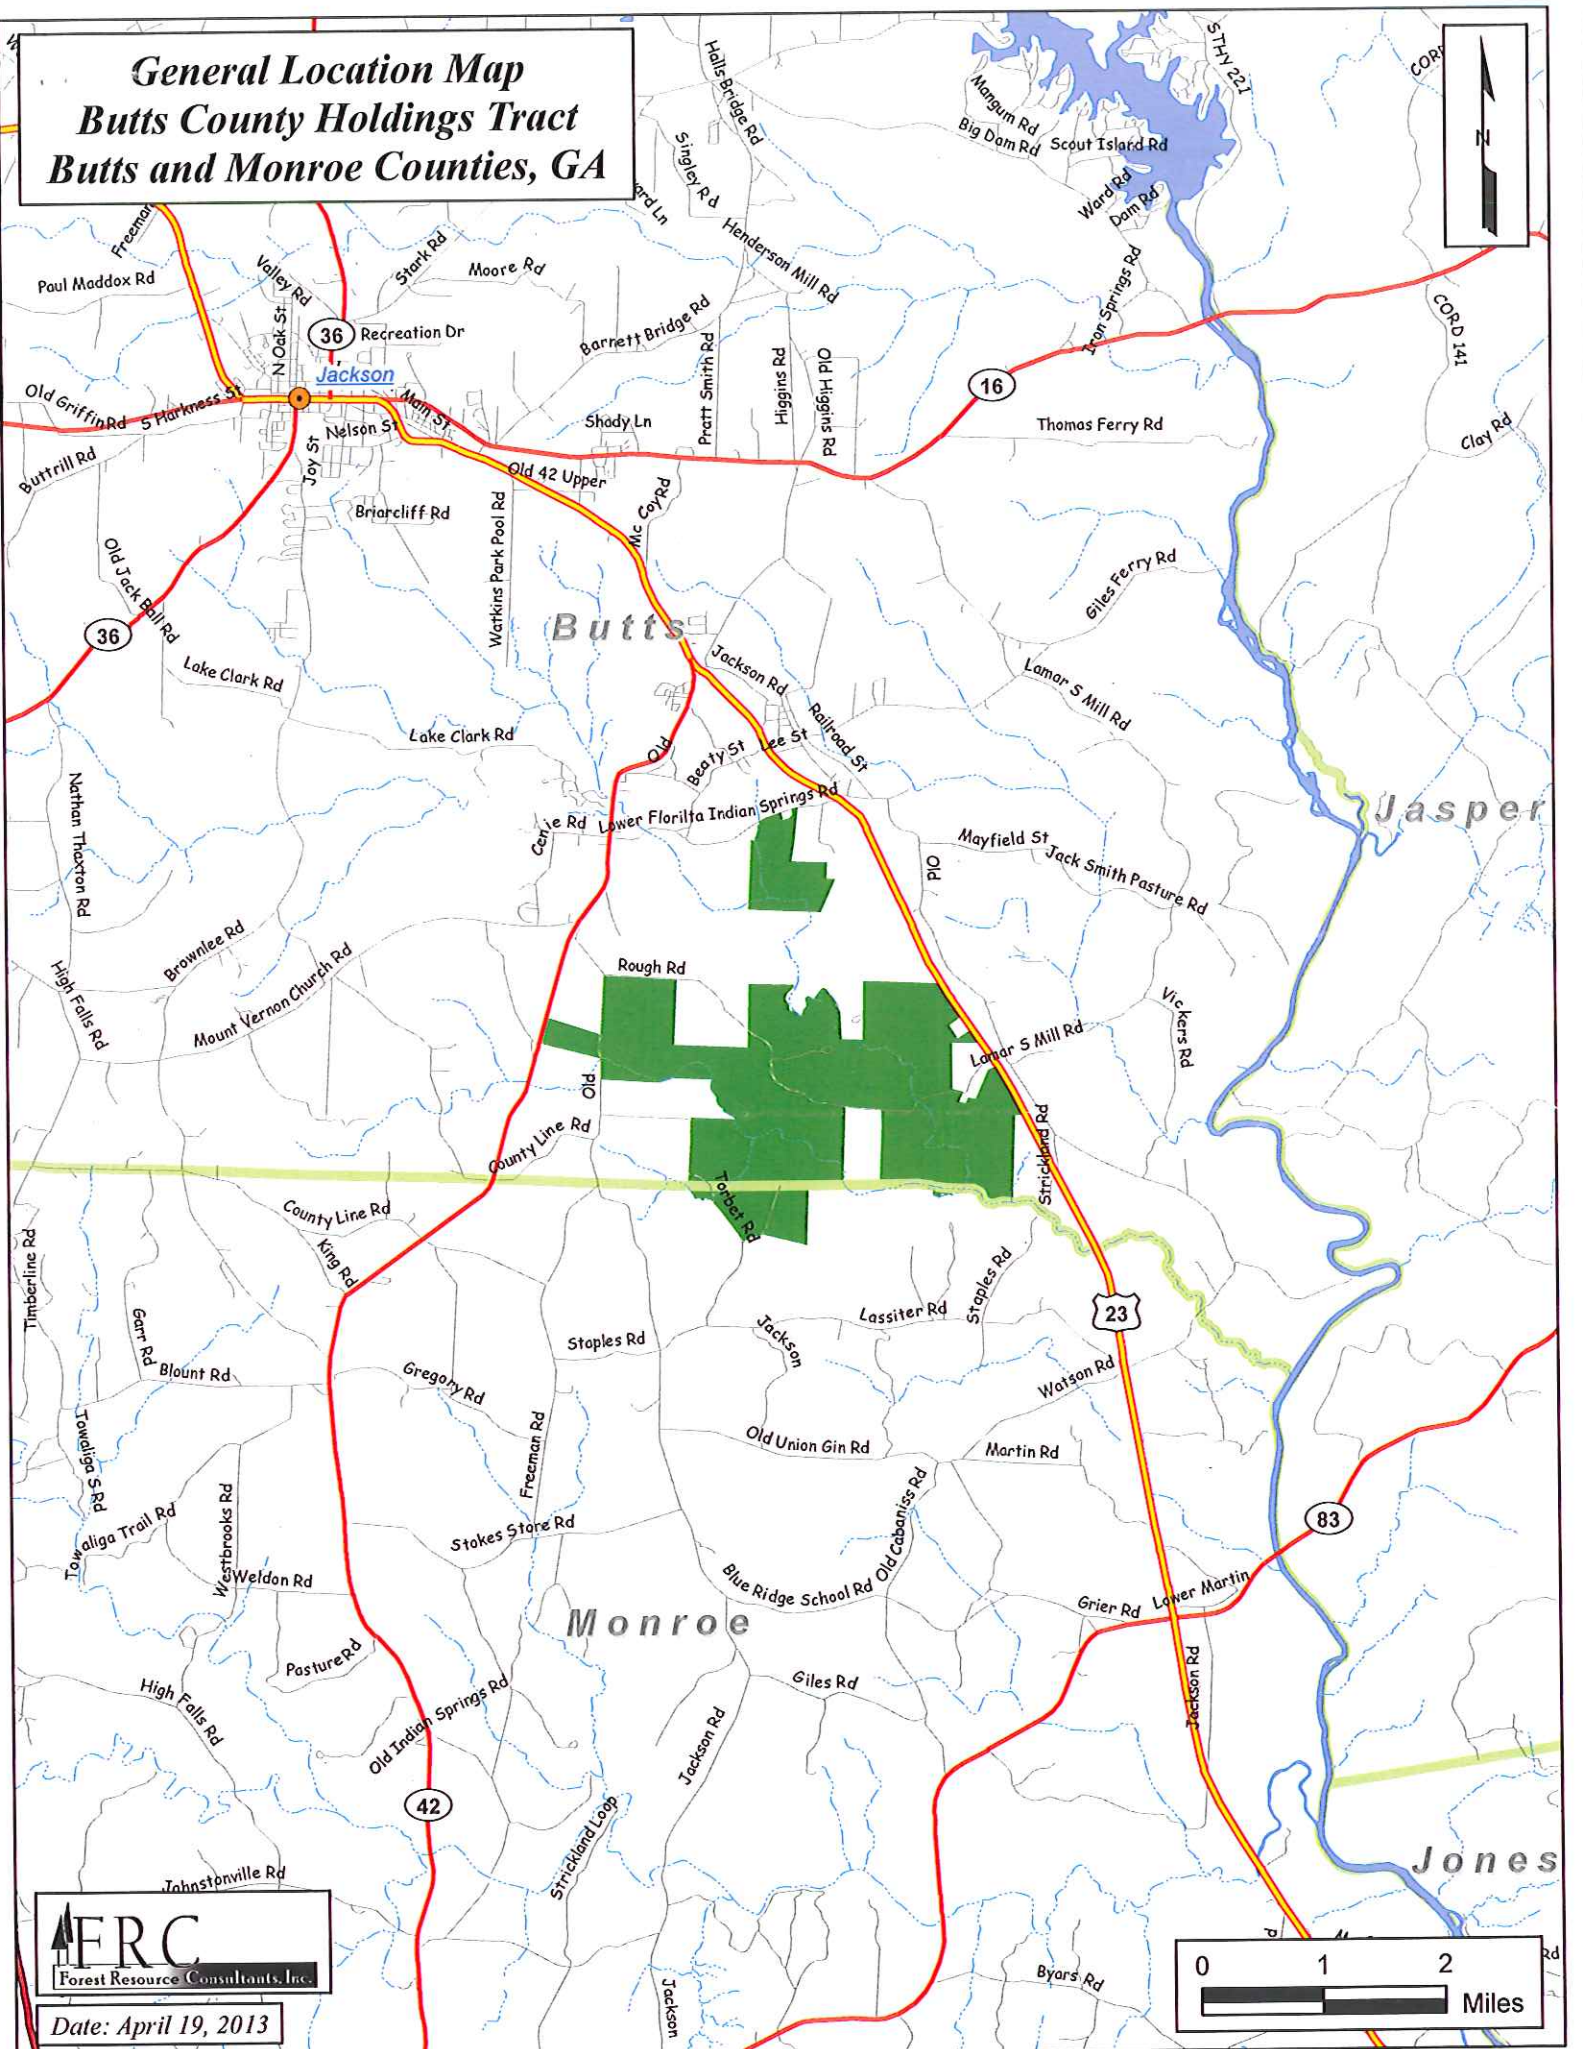 General Location Map
Butts County Holdings Tract
Butts and Monroe Counties, GA
N
Halls Bridge Rd
Singley Rd
Henderson Mill Rd
Mangum Rd
Big Dam Rd
Scout Island Rd
Ward Rd
Dam Rd
STHY 221
Iron Springs Rd
CORD 141
Paul Maddox Rd
Valley Rd
Stark Rd
Moore Rd
N Oak St
36
Recreation Dr
Jackson
Barnett Bridge Rd
Pratt Smith Rd
Higgins Rd
Old Higgins Rd
16
Old Griffin Rd
S Harkness St
Main St
Nelson St
Joy St
Shady Ln
Thomas Ferry Rd
Clay Rd
Buttrill Rd
Old 42 Upper
Briarcliff Rd
Watkins Park Pool Rd
Mc Coy Rd
Old Jack Ball Rd
Giles Ferry Rd
36
Butts
Lake Clark Rd
Jackson Rd
Lamar S Mill Rd
Lake Clark Rd
Old
Beaty St
Lee St
Railroad St
Nathan Thaxton Rd
Cenie Rd
Lower Florilta Indian Springs Rd
Jasper
Mayfield St
Jack Smith Pasture Rd
Old
Brownlee Rd
Mount Vernon Church Rd
High Falls Rd
Rough Rd
Vickers Rd
Lamar S Mill Rd
Old
County Line Rd
Strickland Rd
Torbet Rd
County Line Rd
King Rd
Timberline Rd
Staples Rd
Lassiter Rd
23
Garr Rd
Blount Rd
Staples Rd
Jackson
Gregory Rd
Watson Rd
Towaliga S Rd
Freeman Rd
Old Union Gin Rd
Martin Rd
Towaliga Trail Rd
Westbrooks Rd
Stokes Store Rd
Old Cabaniss Rd
83
Weldon Rd
Blue Ridge School Rd
Grier Rd
Lower Martin
Monroe
Pasture Rd
Giles Rd
Jackson Rd
High Falls Rd
Old Indian Springs Rd
Jackson Rd
42
Strickland Loop
Jones
Johnstonville Rd
Jackson
Byars Rd
Rd
FRC
Forest Resource Consultants, Inc.
Date: April 19, 2013
0 1 2
Miles